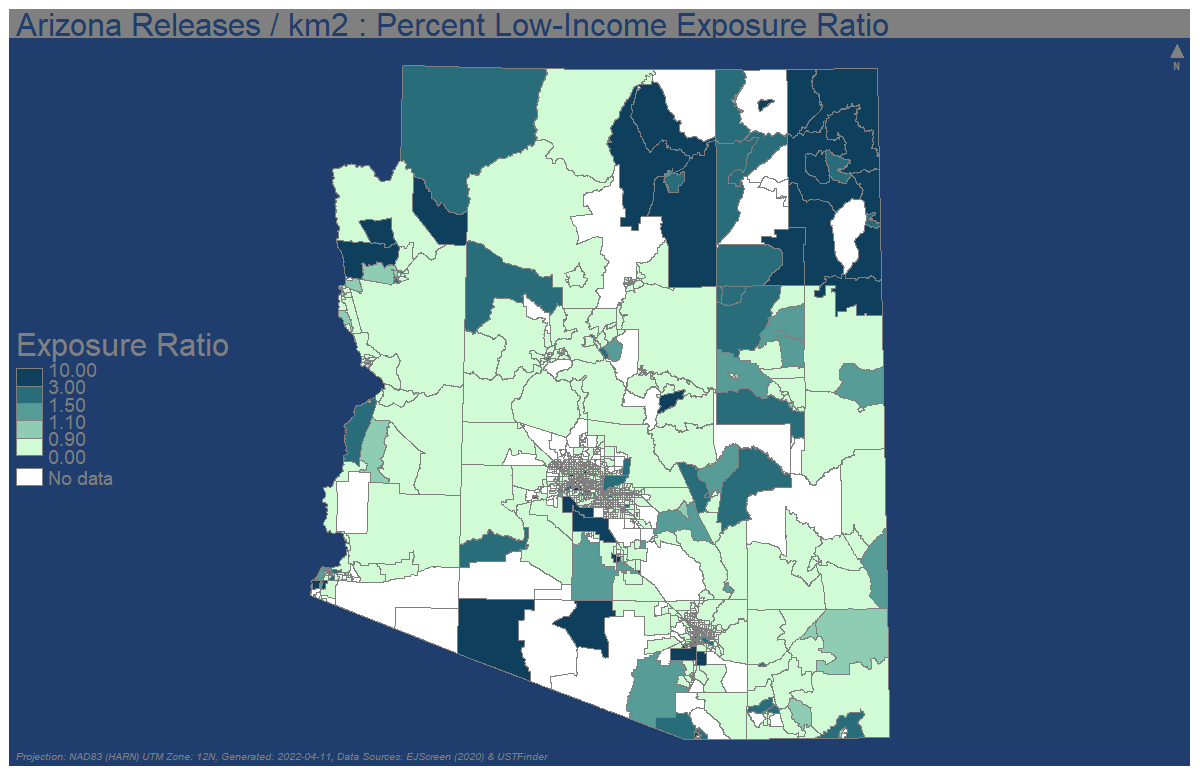 Arizona Releases / km2 : Percent Low-Income Exposure Ratio
N
Exposure Ratio
10.00
3.00
1.50
1.10
0.90
0.00
No data
Projection: NAD83 (HARN) UTM Zone: 12N, Generated: 2022-04-11, Data Sources: EJScreen (2020) & USTFinder